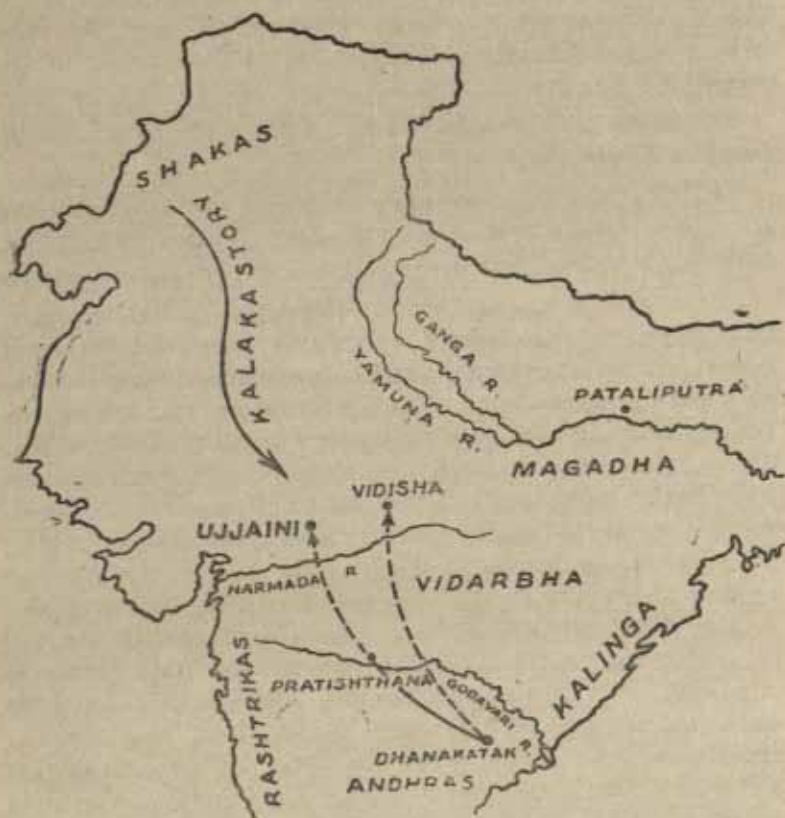 SHAKAS
KALAKA STORY
GANGA R.
YAMUNA R.
PATALIPUTRA
MAGADHA
VIDISHA
UJJAINI
NARMADA R
VIDARBHA
KALINGA
RASHTRIKAS
PRATISHTHANA
GODAVARI R.
DHANAKATAK
ANDHRAS